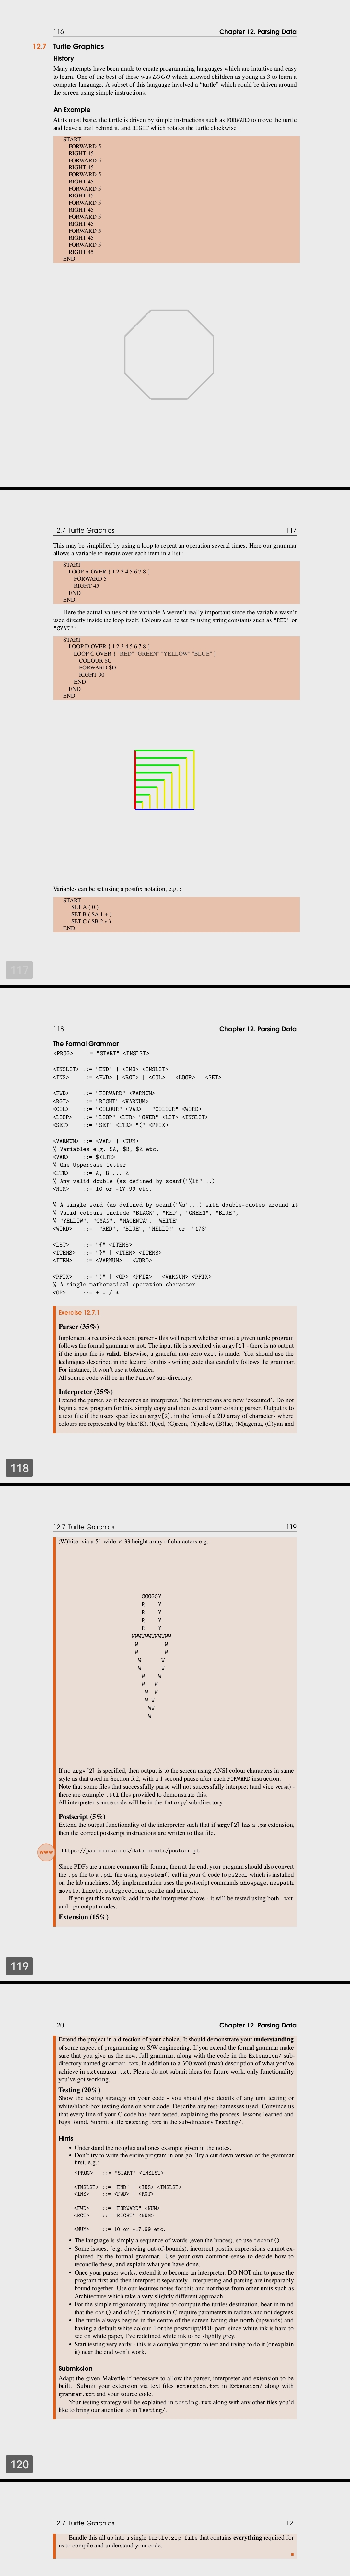 116
Chapter 12. Parsing Data
12.7 Turtle Graphics
History
Many attempts have been made to create programming languages which are intuitive and easy
to learn. One of the best of these was LOGO which allowed children as young as 3 to learn a
computer language. A subset of this language involved a “turtle” which could be driven around
the screen using simple instructions.
An Example
At its most basic, the turtle is driven by simple instructions such as FORWARD to move the turtle
and leave a trail behind it, and RIGHT which rotates the turtle clockwise :
START
FORWARD 5
RIGHT 45
FORWARD 5
RIGHT 45
FORWARD 5
RIGHT 45
FORWARD 5
RIGHT 45
FORWARD 5
RIGHT 45
FORWARD 5
RIGHT 45
FORWARD 5
RIGHT 45
FORWARD 5
RIGHT 45
END
12.7 Turtle Graphics
117
This may be simplified by using a loop to repeat an operation several times. Here our grammar
allows a variable to iterate over each item in a list :
START
LOOP A OVER { 1 2 3 4 5 6 7 8 }
FORWARD 5
RIGHT 45
END
END
Here the actual values of the variable A weren't really important since the variable wasn't
used directly inside the loop itself. Colours can be set by using string constants such as "RED" or
"CYAN" :
START
LOOP D OVER { 1 2 3 4 5 6 7 8 }
LOOP C OVER { "RED" "GREEN" "YELLOW" "BLUE" }
COLOUR $C
FORWARD $D
RIGHT 90
END
END
END
Variables can be set using a postfix notation, e.g. :
START
SET A ( 0 )
SET B ( $A 1 + )
SET C ( $B 2 * )
END
117
118
Chapter 12. Parsing Data
The Formal Grammar
<PROG> ::= "START" <INSLST>
<INSLST> ::= "END" | <INS> <INSLST>
<INS> ::= <FWD> | <RGT> | <COL> | <LOOP> | <SET>
<FWD> ::= "FORWARD" <VARNUM>
<RGT> ::= "RIGHT" <VARNUM>
<COL> ::= "COLOUR" <VAR> | "COLOUR" <WORD>
<LOOP> ::= "LOOP" <LTR> "OVER" <LST> <INSLST>
<SET> ::= "SET" <LTR> "(" <PFIX>
<VARNUM> ::= <VAR> | <NUM>
% Variables e.g. $A, $B, $Z etc.
<VAR> ::= $<LTR>
% One Uppercase letter
<LTR> ::= A, B ... Z
% Any valid double (as defined by scanf("%lf"...)
<NUM> ::= 10 or -17.99 etc.
% A single word (as defined by scanf("%s"...) with double-quotes around it
% Valid colours include "BLACK", "RED", "GREEN", "BLUE",
% "YELLOW", "CYAN", "MAGENTA", "WHITE"
<WORD> ::= "RED", "BLUE", "HELLO!" or "178"
<LST> ::= "{" <ITEMS>
<ITEMS> ::= "}" | <ITEM> <ITEMS>
<ITEM> ::= <VARNUM> | <WORD>
<PFIX> ::= ")" | <OP> <PFIX> | <VARNUM> <PFIX>
% A single mathematical operation character
<OP> ::= + - / *
Exercise 12.7.1
Parser (35%)
Implement a recursive descent parser - this will report whether or not a given turtle program
follows the formal grammar or not. The input file is specified via argv[1] - there is no output
if the input file is valid. Elsewise, a graceful non-zero exit is made. You should use the
techniques described in the lecture for this - writing code that carefully follows the grammar.
For instance, it won't use a tokenizer.
All source code will be in the Parse/ sub-directory.
Interpreter (25%)
Extend the parser, so it becomes an interpreter. The instructions are now 'executed'. Do not
begin a new program for this, simply copy and then extend your existing parser. Output is to
a text file if the users specifies an argv[2], in the form of a 2D array of characters where
colours are represented by blac(K), (R)ed, (G)reen, (Y)ellow, (B)lue, (M)agenta, (C)yan and
118
12.7 Turtle Graphics
119
(W)hite, via a 51 wide × 33 height array of characters e.g.:
GGGGGY
R Y
R Y
R Y
R Y
WWWWWWWWWWWW
W W
W W
W W
W W
W W
W W
W W
W W
WW
W
If no argv[2] is specified, then output is to the screen using ANSI colour characters in same
style as that used in Section 5.2, with a 1 second pause after each FORWARD instruction.
Note that some files that successfully parse will not successfully interpret (and vice versa) -
there are example .ttl files provided to demonstrate this.
All interpreter source code will be in the Interp/ sub-directory.
Postscript (5%)
Extend the output functionality of the interpreter such that if argv[2] has a .ps extension,
then the correct postscript instructions are written to that file.
www
https://paulbourke.net/dataformats/postscript
Since PDFs are a more common file format, then at the end, your program should also convert
the .ps file to a .pdf file using a system() call in your C code to ps2pdf which is installed
on the lab machines. My implementation uses the postscript commands showpage, newpath,
moveto, lineto, setrgbcolour, scale and stroke.
If you get this to work, add it to the interpreter above - it will be tested using both .txt
and .ps output modes.
Extension (15%)
119
120
Chapter 12. Parsing Data
Extend the project in a direction of your choice. It should demonstrate your understanding
of some aspect of programming or S/W engineering. If you extend the formal grammar make
sure that you give us the new, full grammar, along with the code in the Extension/ sub-
directory named grammar.txt, in addition to a 300 word (max) description of what you've
achieved in extension.txt. Please do not submit ideas for future work, only functionality
you've got working.
Testing (20%)
Show the testing strategy on your code - you should give details of any unit testing or
white/black-box testing done on your code. Describe any test-harnesses used. Convince us
that every line of your C code has been tested, explaining the process, lessons learned and
bugs found. Submit a file testing.txt in the sub-directory Testing/.
Hints
• Understand the noughts and ones example given in the notes.
• Don't try to write the entire program in one go. Try a cut down version of the grammar
first, e.g.:
<PROG> ::= "START" <INSLST>
<INSLST> ::= "END" | <INS> <INSLST>
<INS> ::= <FWD> | <RGT>
<FWD> ::= "FORWARD" <NUM>
<RGT> ::= "RIGHT" <NUM>
<NUM> ::= 10 or -17.99 etc.
• The language is simply a sequence of words (even the braces), so use fscanf().
• Some issues, (e.g. drawing out-of-bounds), incorrect postfix expressions cannot ex-
plained by the formal grammar. Use your own common-sense to decide how to
reconcile these, and explain what you have done.
• Once your parser works, extend it to become an interpreter. DO NOT aim to parse the
program first and then interpret it separately. Interpreting and parsing are inseparably
bound together. Use our lectures notes for this and not those from other units such as
Architecture which take a very slightly different approach.
• For the simple trigonometry required to compute the turtles destination, bear in mind
that the cos() and sin() functions in C require parameters in radians and not degrees.
• The turtle always begins in the centre of the screen facing due north (upwards) and
having a default white colour. For the postscript/PDF part, since white ink is hard to
see on white paper, I've redefined white ink to be slightly grey.
• Start testing very early - this is a complex program to test and trying to do it (or explain
it) near the end won't work.
Submission
Adapt the given Makefile if necessary to allow the parser, interpreter and extension to be
built. Submit your extension via text files extension.txt in Extension/ along with
grammar.txt and your source code.
Your testing strategy will be explained in testing.txt along with any other files you'd
like to bring our attention to in Testing/.
120
12.7 Turtle Graphics
121
Bundle this all up into a single turtle.zip file that contains everything required for
us to compile and understand your code.